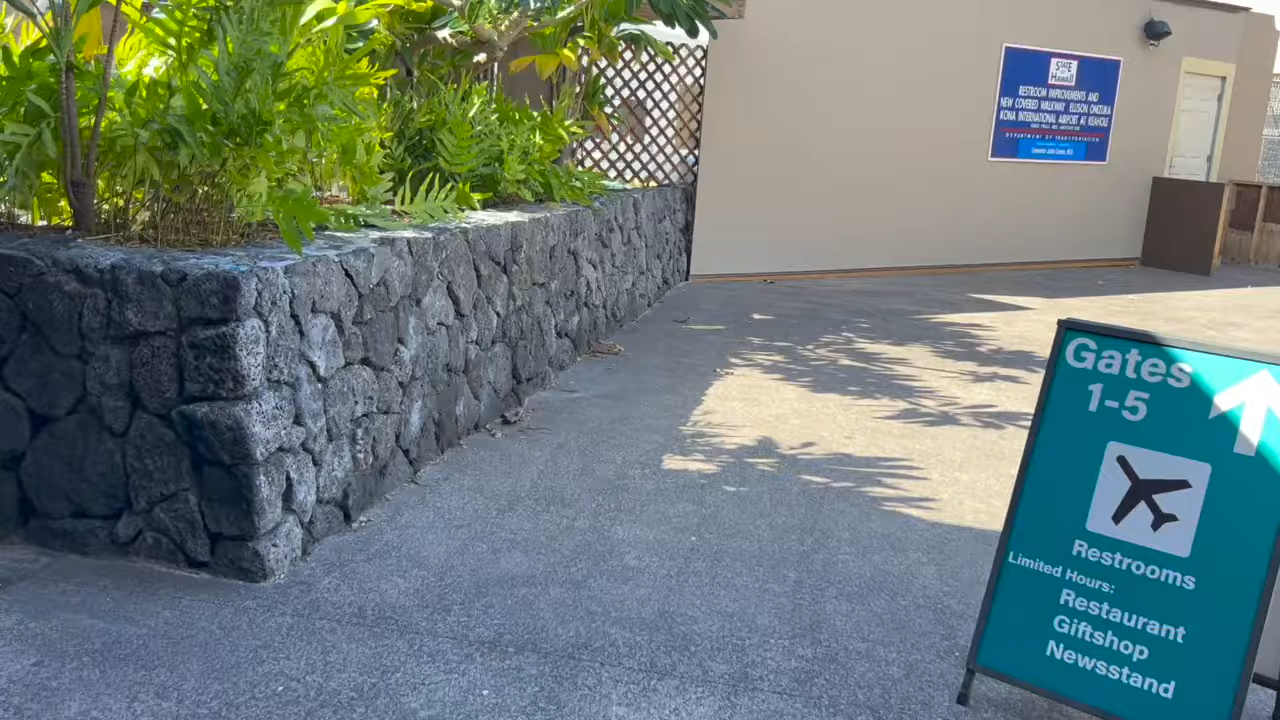 STATE
OF
HAWAII
RESTROOM IMPROVEMENTS AND
NEW COVERED WALKWAY, ELLISON ONIZUKA
KONA INTERNATIONAL AIRPORT AT KEAHOLE
DEPARTMENT OF TRANSPORTATION
Gates
1-5
Restrooms
Limited Hours:
Restaurant
Giftshop
Newsstand